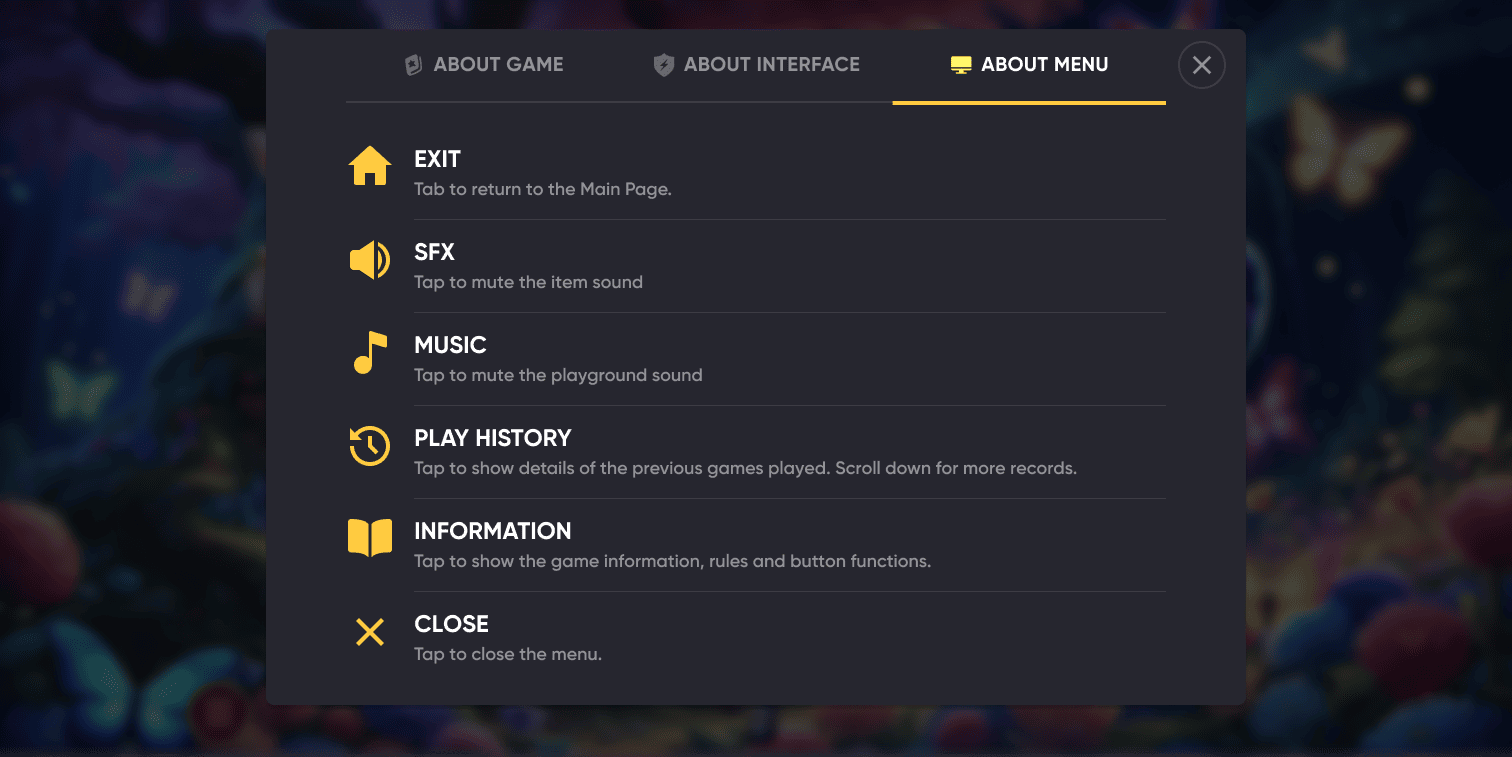 ABOUT GAME
ABOUT INTERFACE
ABOUT MENU
EXIT
Tab to return to the Main Page.
SFX
Tap to mute the item sound
MUSIC
Tap to mute the playground sound
PLAY HISTORY
Tap to show details of the previous games played. Scroll down for more records.
INFORMATION
Tap to show the game information, rules and button functions.
CLOSE
Tap to close the menu.